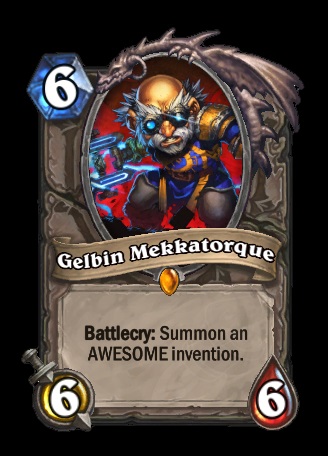 6
Gelbin Mekkatorque
Battlecry: Summon an
AWESOME invention.
6 6